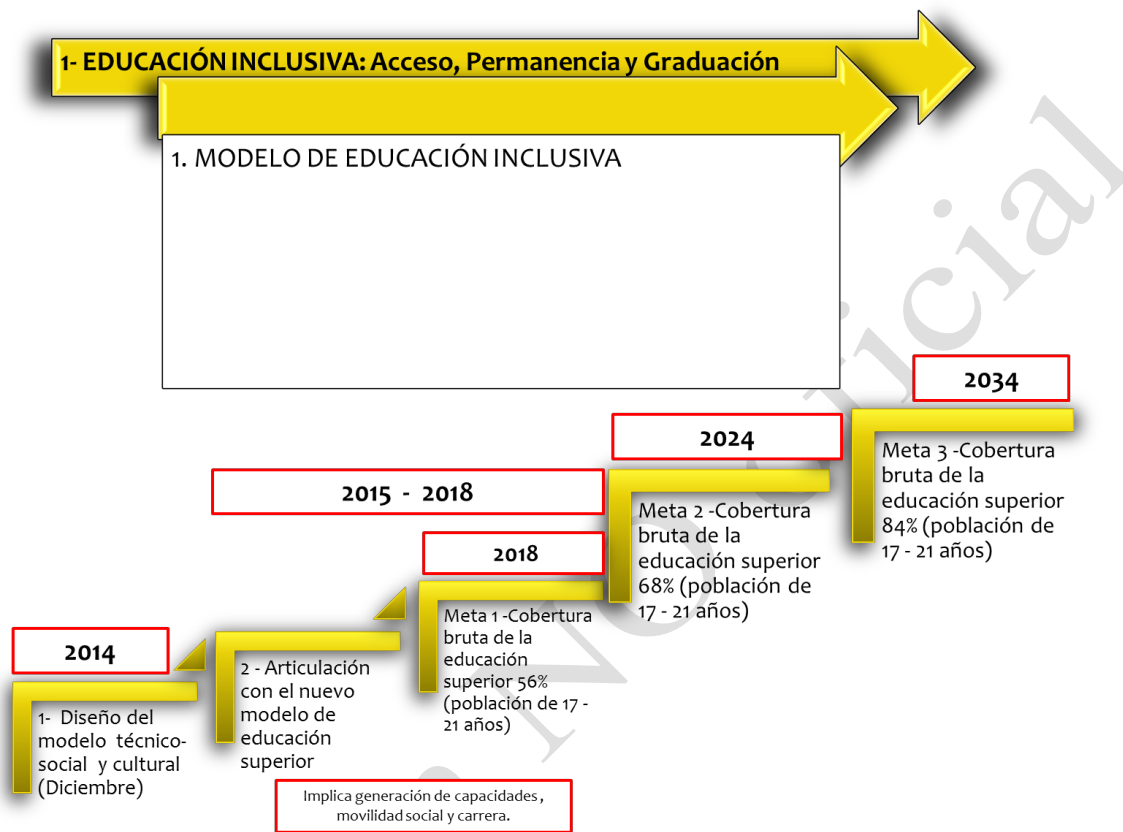 1- EDUCACIÓN INCLUSIVA: Acceso, Permanencia y Graduación
1. MODELO DE EDUCACIÓN INCLUSIVA
2014
1- Diseño del
modelo técnico-
social y cultural
(Diciembre)
2015 - 2018
2 - Articulación
con el nuevo
modelo de
educación
superior
Implica generación de capacidades ,
movilidad social y carrera.
2018
Meta 1 -Cobertura
bruta de la
educación
superior 56%
(población de 17 -
21 años)
2024
Meta 2 -Cobertura
bruta de la
educación superior
68% (población de
17 - 21 años)
2034
Meta 3 -Cobertura
bruta de la
educación superior
84% (población de
17 - 21 años)
NO